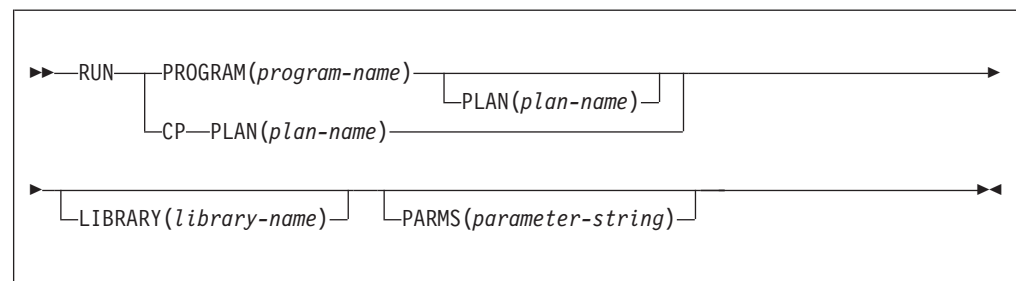 RUN PROGRAM(program-name)
PLAN(plan-name)
CP PLAN(plan-name)
LIBRARY(library-name) PARMS(parameter-string)